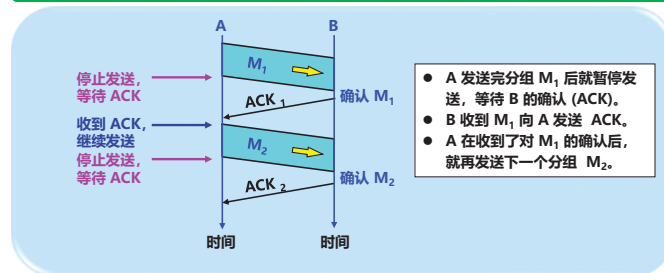 A
B
M1
停止发送，
等待 ACK
ACK 1
确认 M1
收到 ACK，
继续发送
M2
停止发送，
等待 ACK
ACK 2
确认 M2
时间
时间
● A 发送完分组 M1 后就暂停发
送，等待 B 的确认 (ACK)。
● B 收到 M1 向 A 发送 ACK。
● A 在收到了对 M1 的确认后，
就再发送下一个分组 M2。